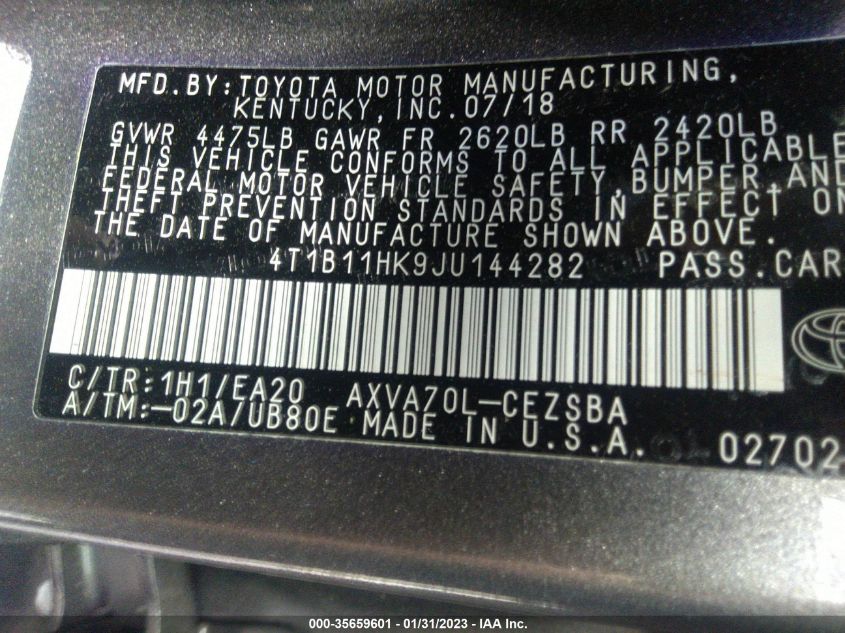 MFD.BY:TOYOTA MOTOR MANUFACTURING,
KENTUCKY,INC.07/18
GVWR 4475LB GAWR FR 2620LB RR 2420LB
THIS VEHICLE CONFORMS TO ALL APPLICABLE
FEDERAL MOTOR VEHICLE SAFETY,BUMPER,AND
THEFT PREVENTION STANDARDS IN EFFECT ON
THE DATE OF MANUFACTURE SHOWN ABOVE.
4T1B11HK9JU144282 PASS.CAR
C/TR:1H1/EA20 AXVA70L-CEZSBA
A/TM:-02A/UB80E MADE IN U.S.A. 02702
000-35659601 / 01/31/2023 - IAA Inc.